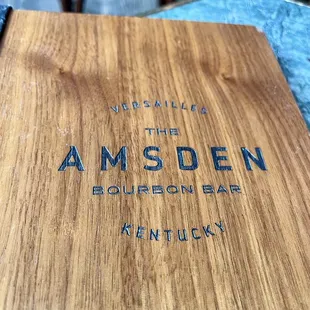 VERSAILLES
THE
AMSDEN
BOURBON BAR
KENTUCKY